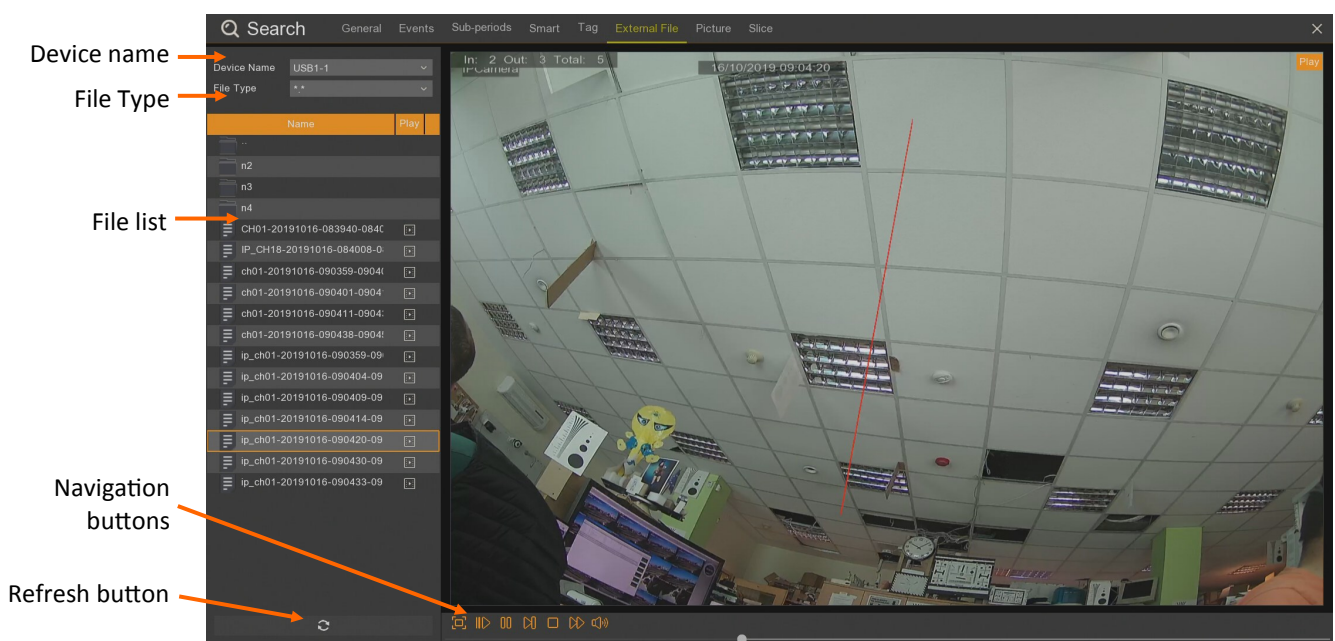 Search
General Events Sub-periods Smart Tag External File Picture Slice
Device name
File Type
File list
Navigation
buttons
Refresh button
Device Name USB1-1
File Type *.*
Name Play
..
n2
n3
n4
CH01-20191016-083940-084
IP_CH18-20191016-084008-0
ch01-20191016-090359-0904
ch01-20191016-090401-0904
ch01-20191016-090411-0904
ch01-20191016-090438-0904
ip_ch01-20191016-090359-09
ip_ch01-20191016-090404-09
ip_ch01-20191016-090409-09
ip_ch01-20191016-090414-09
ip_ch01-20191016-090420-09
ip_ch01-20191016-090430-09
ip_ch01-20191016-090433-09
In: 2 Out: 3 Total: 5
IPCamera
16/10/2019 09:04:20
Play